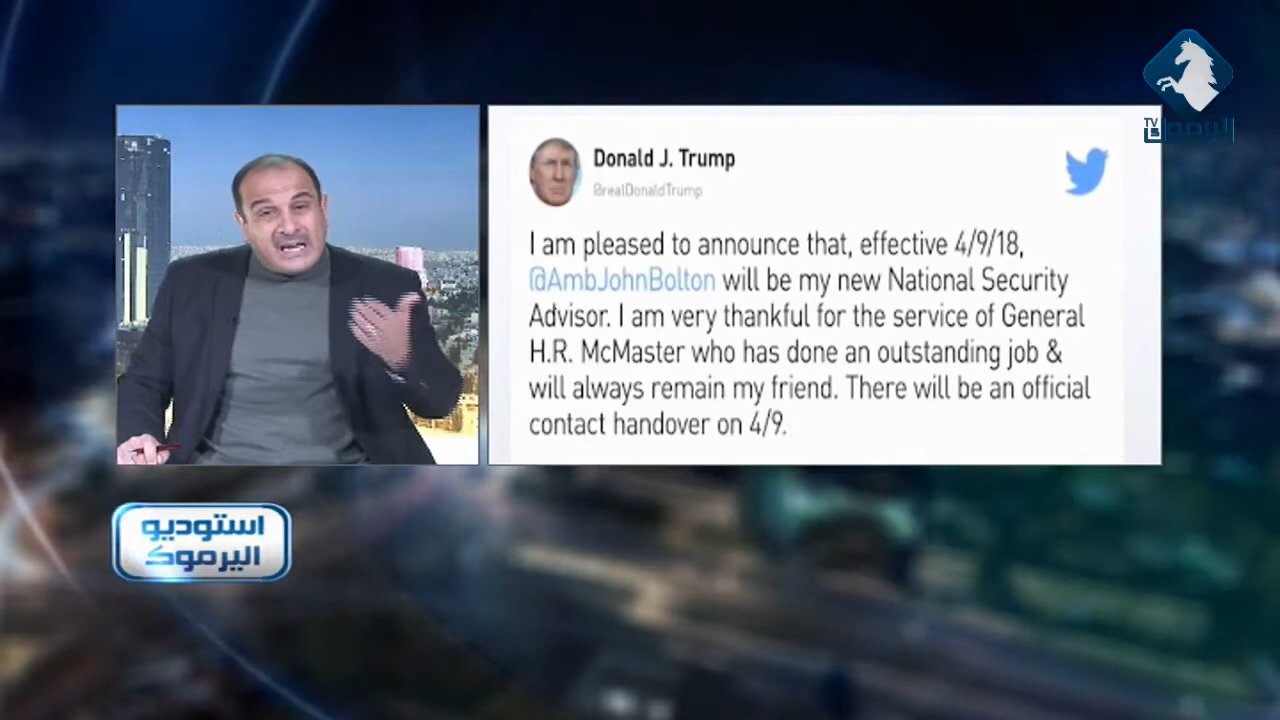 TV
اليرموك
Donald J. Trump
@realDonaldTrump
I am pleased to announce that, effective 4/9/18,
@AmbJohnBolton will be my new National Security
Advisor. I am very thankful for the service of General
H.R. McMaster who has done an outstanding job &
will always remain my friend. There will be an official
contact handover on 4/9.
استوديو
اليرموك